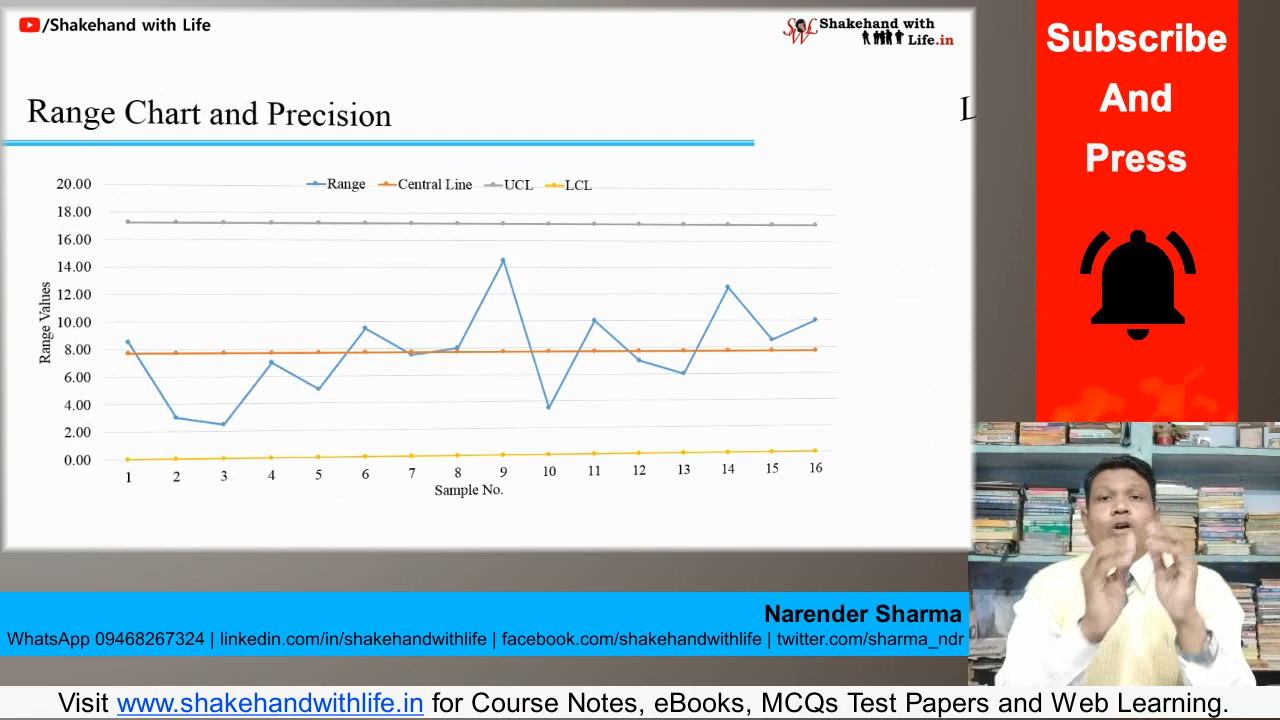 /Shakehand with Life
Shakehand with
Life.in
Range Chart and Precision
L
Range Central Line UCL LCL
20.00
18.00
16.00
14.00
12.00
10.00
8.00
6.00
4.00
2.00
0.00
Range Values
1 2 3 4 5 6 7 8 9 10 11 12 13 14 15 16
Sample No.
Subscribe
And
Press
Narender Sharma
WhatsApp 09468267324 | linkedin.com/in/shakehandwithlife | facebook.com/shakehandwithlife | twitter.com/sharma_ndr
Visit www.shakehandwithlife.in for Course Notes, eBooks, MCQs Test Papers and Web Learning.